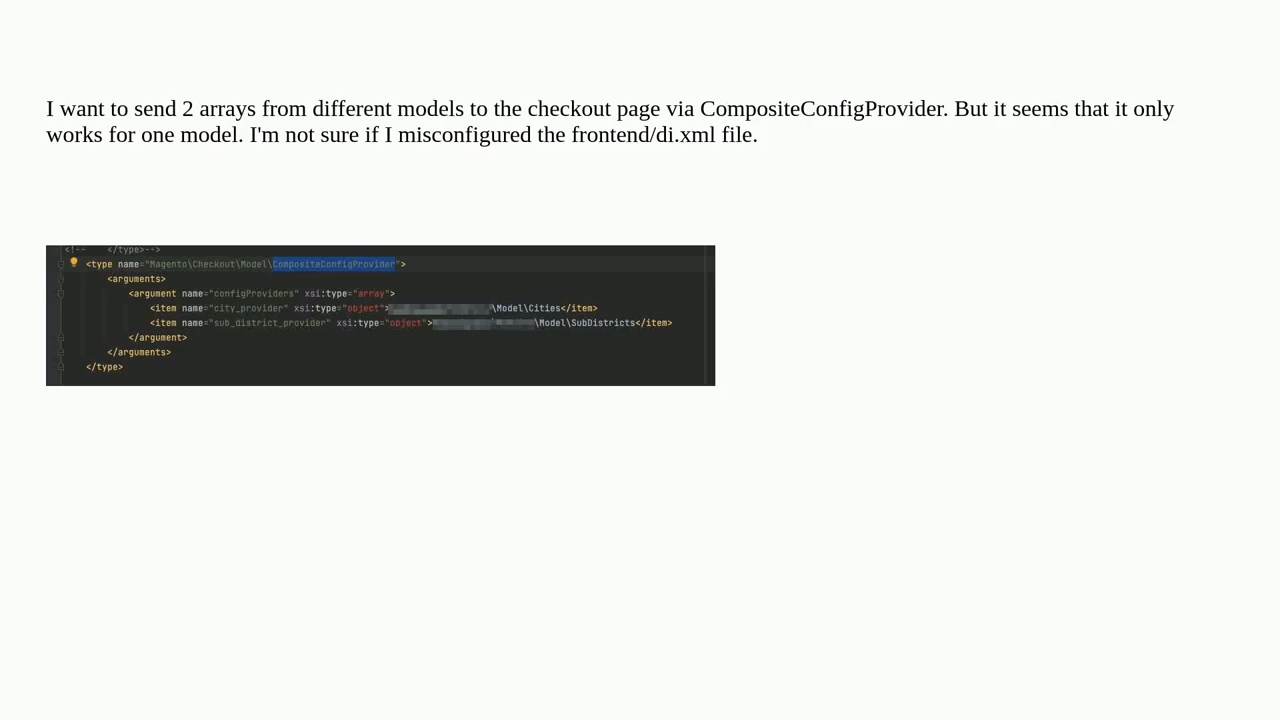 I want to send 2 arrays from different models to the checkout page via CompositeConfigProvider. But it seems that it only
works for one model. I'm not sure if I misconfigured the frontend/di.xml file.
<!--    </type>-->
<type name="Magento\Checkout\Model\CompositeConfigProvider">
<arguments>
<argument name="configProviders" xsi:type="array">
<item name="city_provider" xsi:type="object">\Model\Cities</item>
<item name="sub_district_provider" xsi:type="object">\Model\SubDistricts</item>
</argument>
</arguments>
</type>